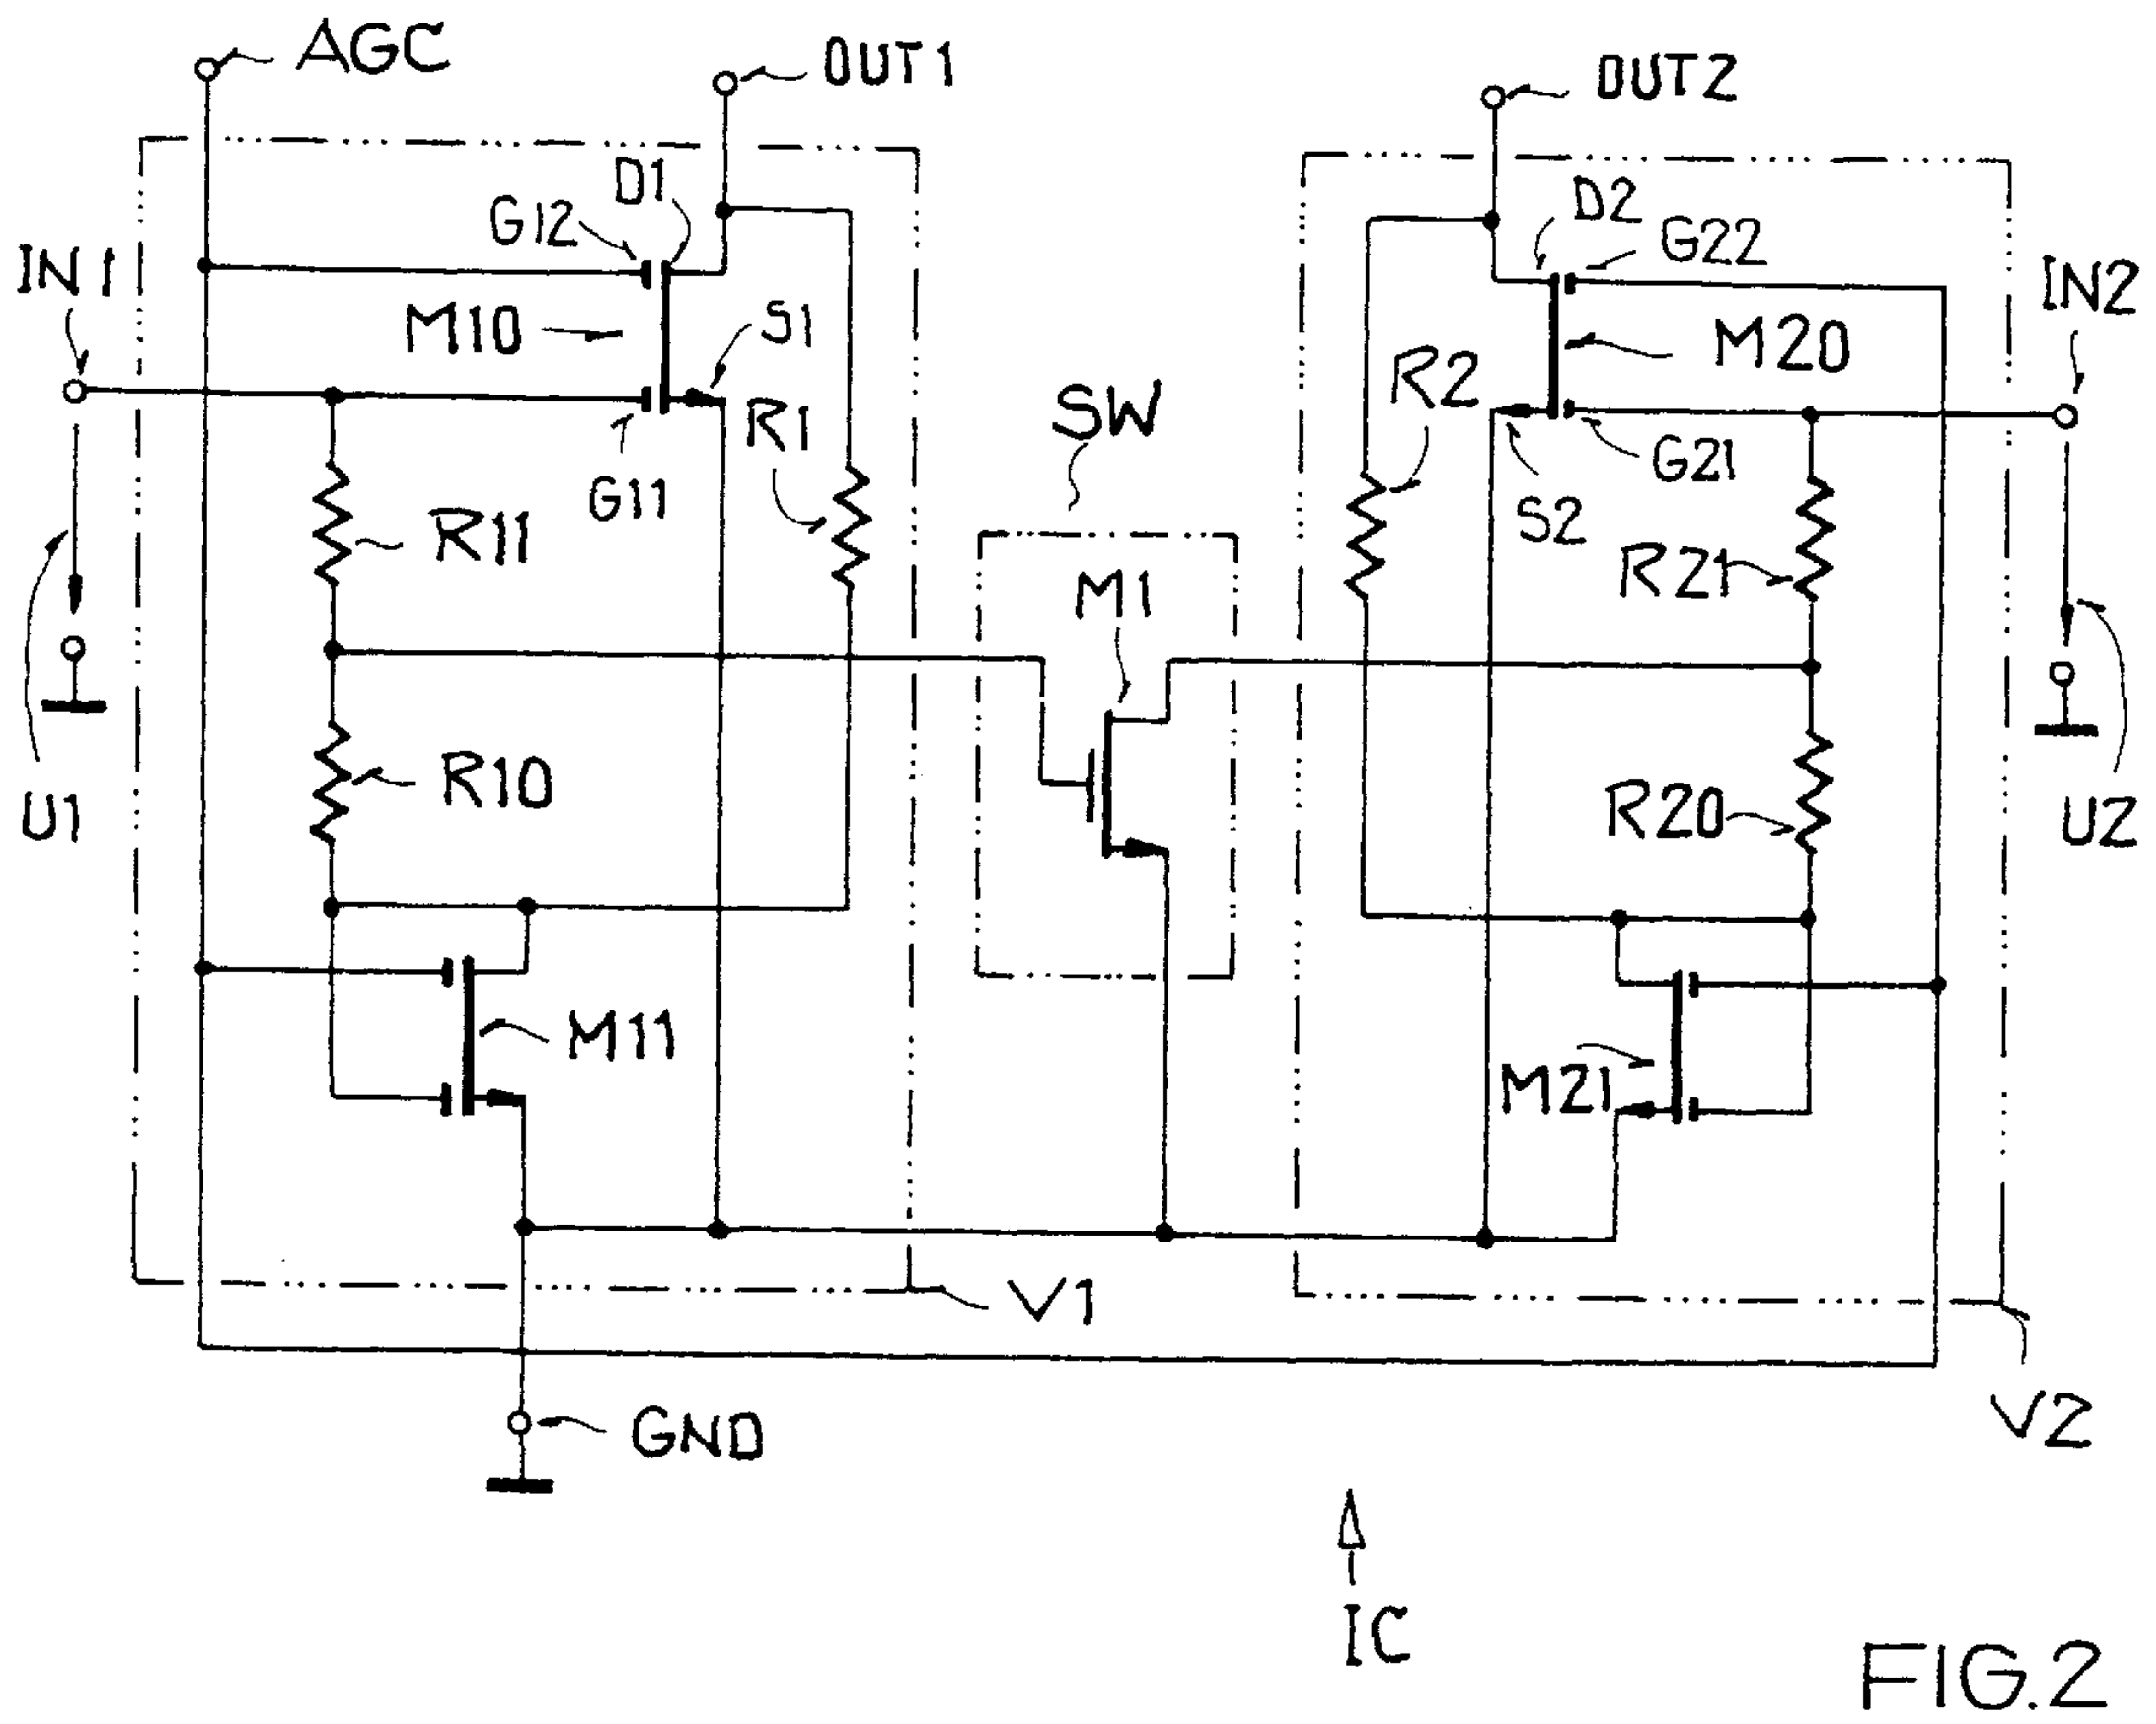 AGC
OUT1
OUT2
D1
G12
D2
G22
IN1
IN2
M10
S1
M20
R1
R2
SW
G11
G21
S2
R11
R21
M1
R10
R20
U1
U2
M11
M21
V1
V2
GND
IC
FIG.2